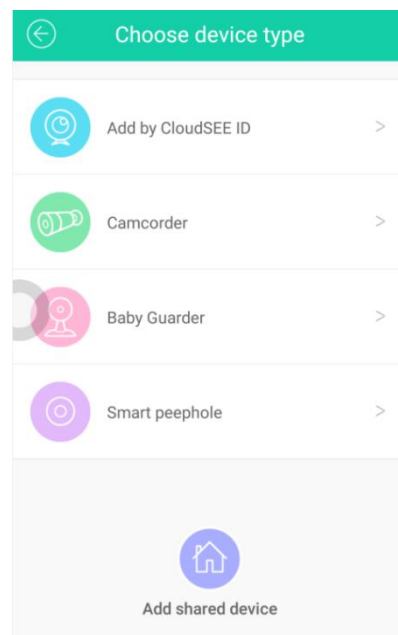 Choose device type
Add by CloudSEE ID
Camcorder
Baby Guarder
Smart peephole
Add shared device